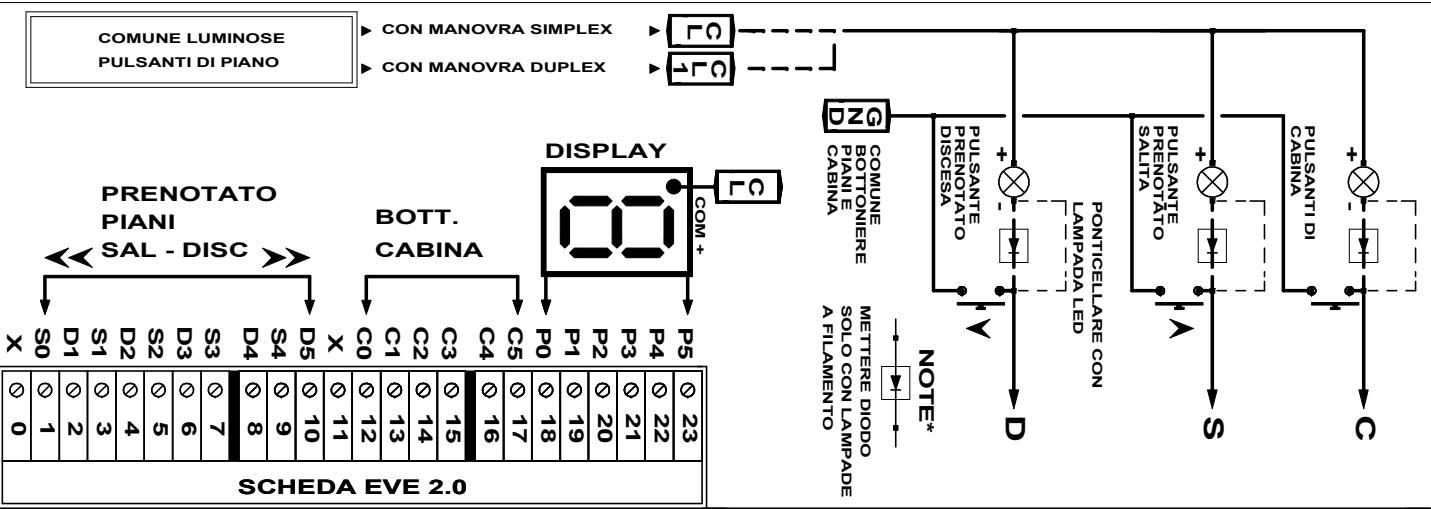 COMUNE LUMINOSE
PULSANTI DI PIANO
CON MANOVRA SIMPLEX
CON MANOVRA DUPLEX
CL
CL1
GND
COMUNE
BOTTONIERE
PIANI E
CABINA
PULSANTE
PRENOTATO
DISCESA
PULSANTE
PRENOTATO
SALITA
PULSANTI DI
CABINA
+
-
+
-
+
-
PONTICELLARE CON
LAMPADA LED
DISPLAY
CL
COM +
PRENOTATO
PIANI
SAL - DISC
BOTT.
CABINA
NOTE*
METTERE DIODO
SOLO CON LAMPADE
A FILAMENTO
D
S
C
X S0 D1 S1 D2 S2 D3 S3 D4 S4 D5 X C0 C1 C2 C3 C4 C5 P0 P1 P2 P3 P4 P5
0 1 2 3 4 5 6 7 8 9 10 11 12 13 14 15 16 17 18 19 20 21 22 23
SCHEDA EVE 2.0